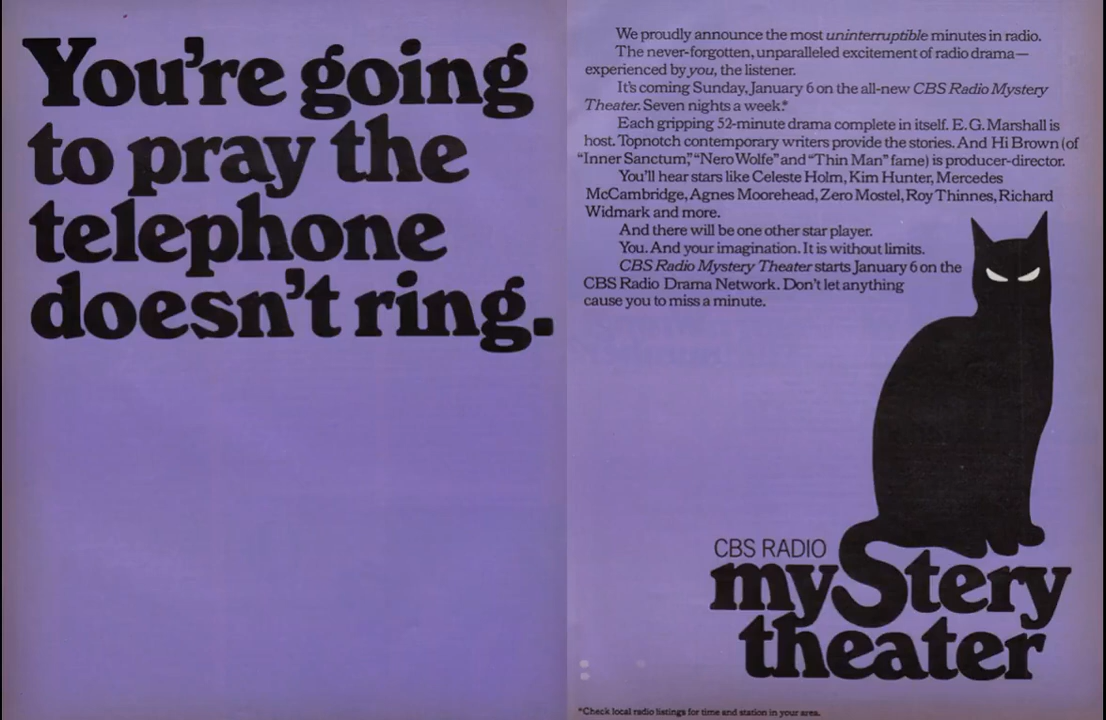 You're going
to pray the
telephone
doesn't ring.
We proudly announce the most uninterruptible minutes in radio.
The never-forgotten, unparalleled excitement of radio drama—
experienced by you, the listener.
It's coming Sunday, January 6 on the all-new CBS Radio Mystery
Theater. Seven nights a week.*
Each gripping 52-minute drama complete in itself. E. G. Marshall is
host. Topnotch contemporary writers provide the stories. And Hi Brown (of
"Inner Sanctum," "Nero Wolfe" and "Thin Man" fame) is producer-director.
You'll hear stars like Celeste Holm, Kim Hunter, Mercedes
McCambridge, Agnes Moorehead, Zero Mostel, Roy Thinnes, Richard
Widmark and more.
And there will be one other star player.
You. And your imagination. It is without limits.
CBS Radio Mystery Theater starts January 6 on the
CBS Radio Drama Network. Don't let anything
cause you to miss a minute.
CBS RADIO
myStery
theater
*Check local radio listings for time and station in your area.